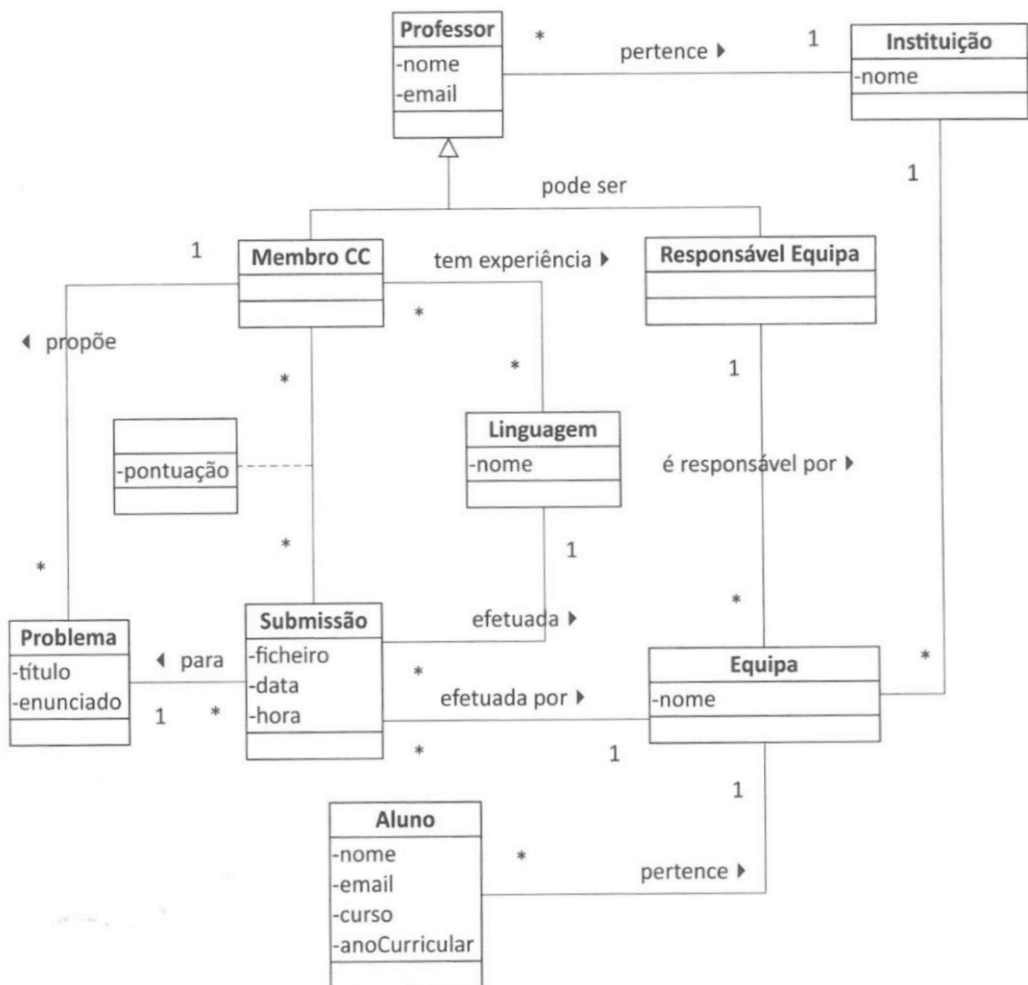 Professor
-nome
-email
*
pertence ▶
1
Instituição
-nome
1
pode ser
1
Membro CC
tem experiência ▶
*
Responsável Equipa
◀ propõe
*
*
1
-pontuação
Linguagem
-nome
é responsável por ▶
*
*
1
*
Problema
-título
-enunciado
◀ para
1
*
Submissão
-ficheiro
-data
-hora
efetuada ▶
*
efetuada por ▶
*
1
Equipa
-nome
*
1
Aluno
-nome
-email
-curso
-anoCurricular
*
pertence ▶